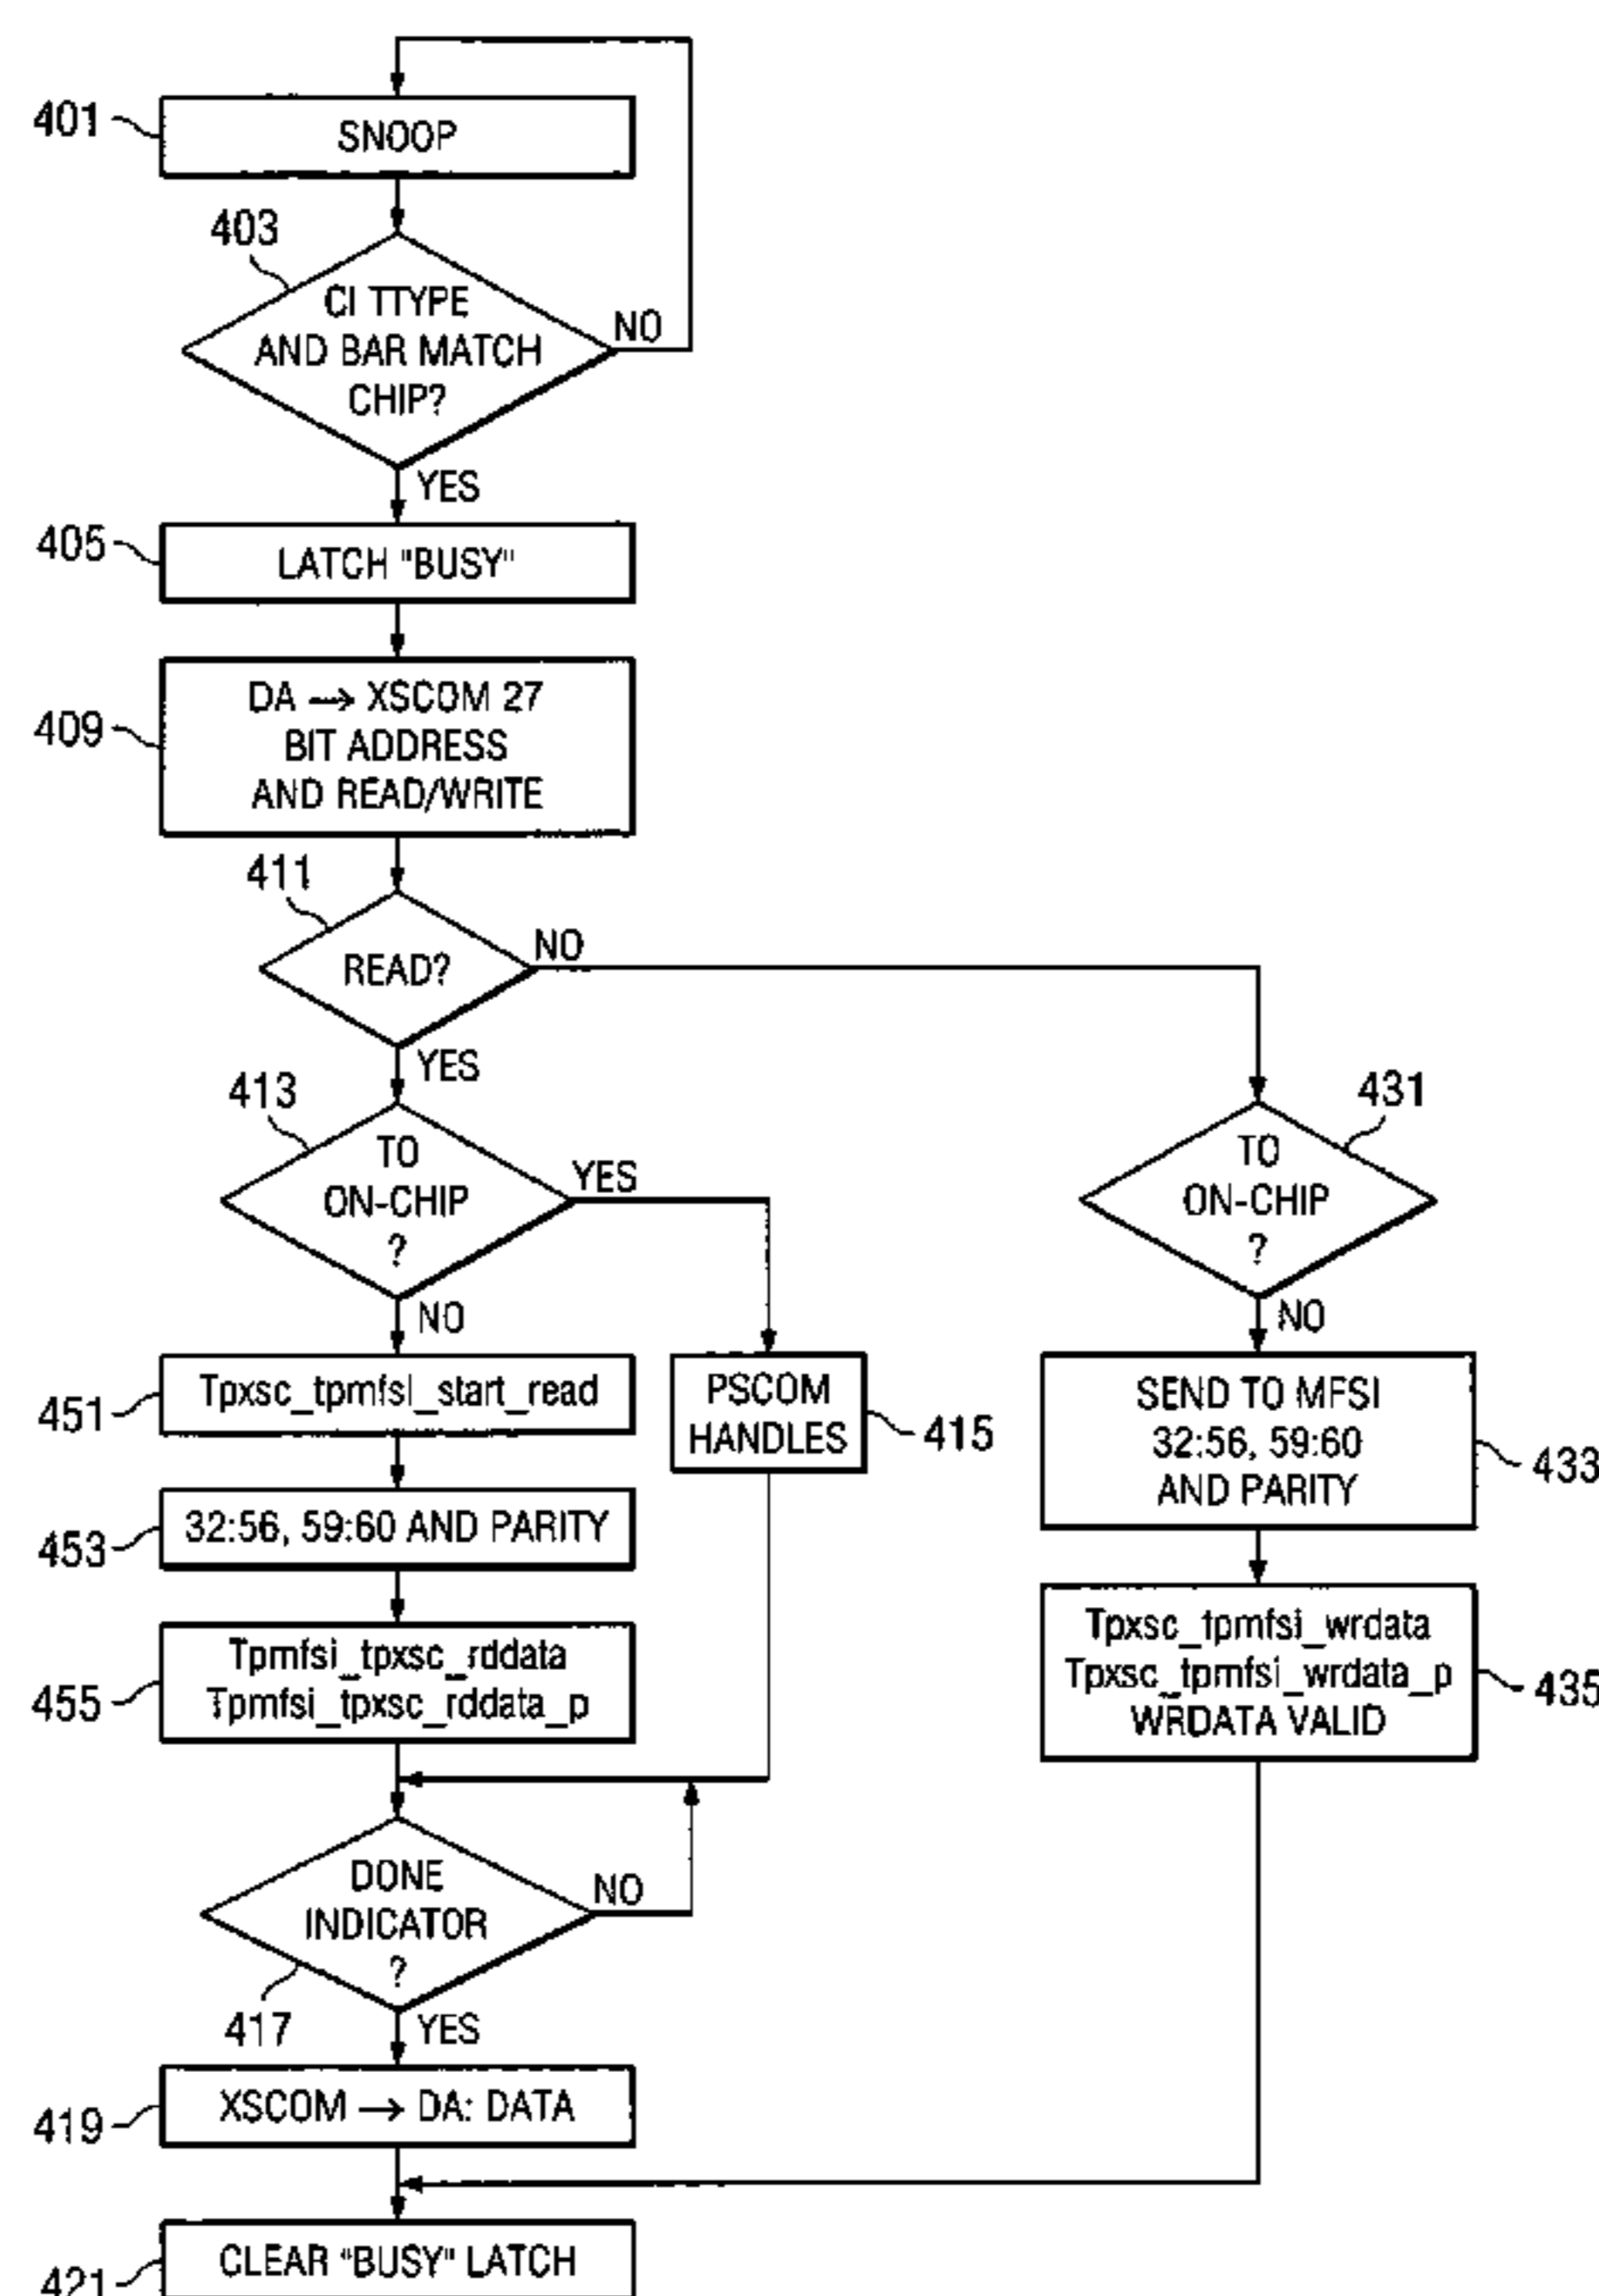 401
SNOOP
403
CI TTYPE
AND BAR MATCH
CHIP?
NO
YES
405
LATCH "BUSY"
409
DA → XSCOM 27
BIT ADDRESS
AND READ/WRITE
411
READ?
NO
YES
413
TO
ON-CHIP
?
YES
NO
431
TO
ON-CHIP
?
NO
451
Tpxsc_tpmfsl_start_read
PSCOM
HANDLES
415
SEND TO MFSI
32:56, 59:60
AND PARITY
433
453
32:56, 59:60 AND PARITY
455
Tpmfsi_tpxsc_rddata
Tpmfsi_tpxsc_rddata_p
Tpxsc_tpmfsi_wrdata
Tpxsc_tpmfsi_wrdata_p
WRDATA VALID
435
DONE
INDICATOR
?
NO
417
YES
419
XSCOM → DA: DATA
421
CLEAR "BUSY" LATCH